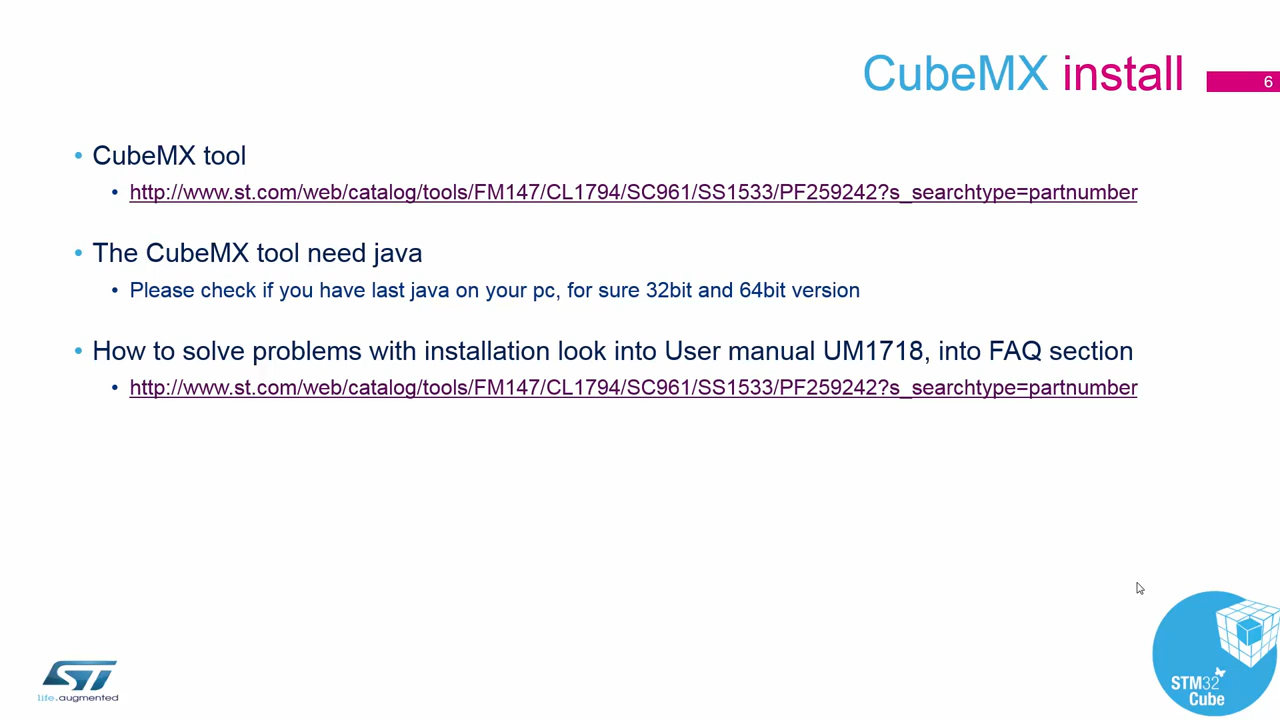 CubeMX install
6
• CubeMX tool
• http://www.st.com/web/catalog/tools/FM147/CL1794/SC961/SS1533/PF259242?s_searchtype=partnumber
• The CubeMX tool need java
• Please check if you have last java on your pc, for sure 32bit and 64bit version
• How to solve problems with installation look into User manual UM1718, into FAQ section
• http://www.st.com/web/catalog/tools/FM147/CL1794/SC961/SS1533/PF259242?s_searchtype=partnumber
ST
life.augmented
STM32
Cube